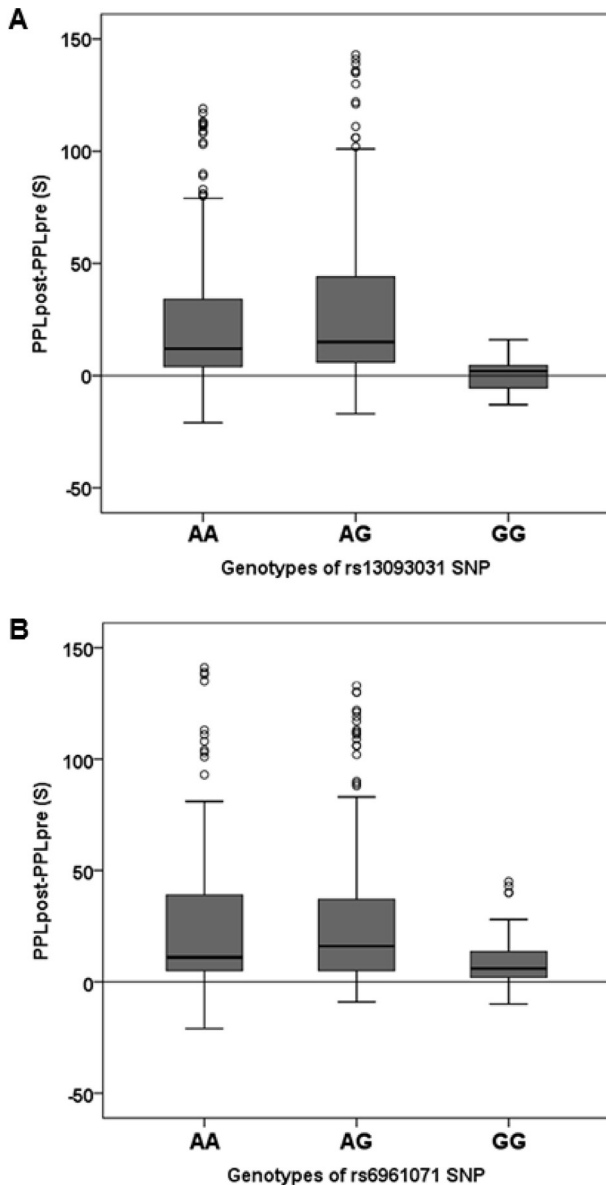 A
150
100
50
0
-50
PPLpost-PPLpre (S)
AA AG GG
Genotypes of rs13093031 SNP
B
150
100
50
0
-50
PPLpost-PPLpre (S)
AA AG GG
Genotypes of rs6961071 SNP